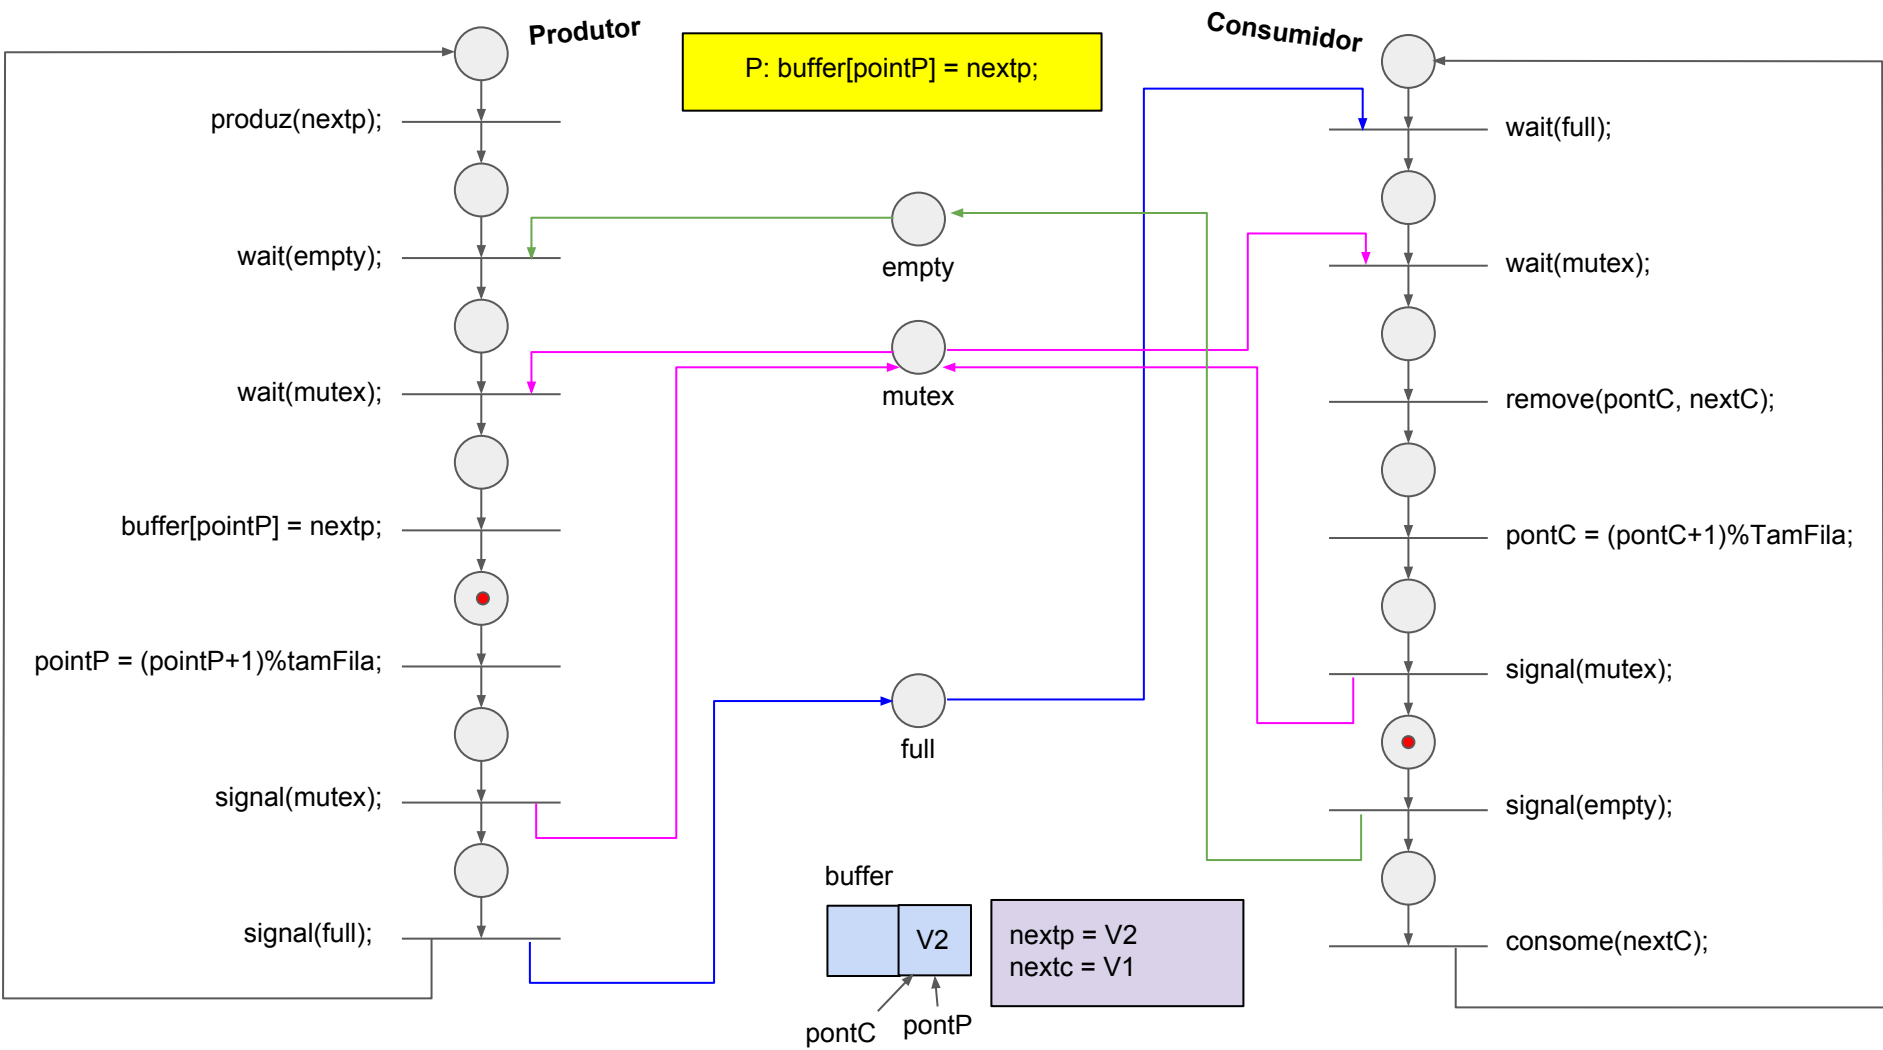 Produtor
Consumidor
P: buffer[pointP] = nextp;
produz(nextp);
wait(full);
wait(empty);
empty
wait(mutex);
wait(mutex);
mutex
remove(pontC, nextC);
buffer[pointP] = nextp;
pontC = (pontC+1)%TamFila;
pointP = (pointP+1)%tamFila;
signal(mutex);
full
signal(mutex);
signal(empty);
buffer
signal(full);
V2
nextp = V2
nextc = V1
consome(nextC);
pontC
pontP